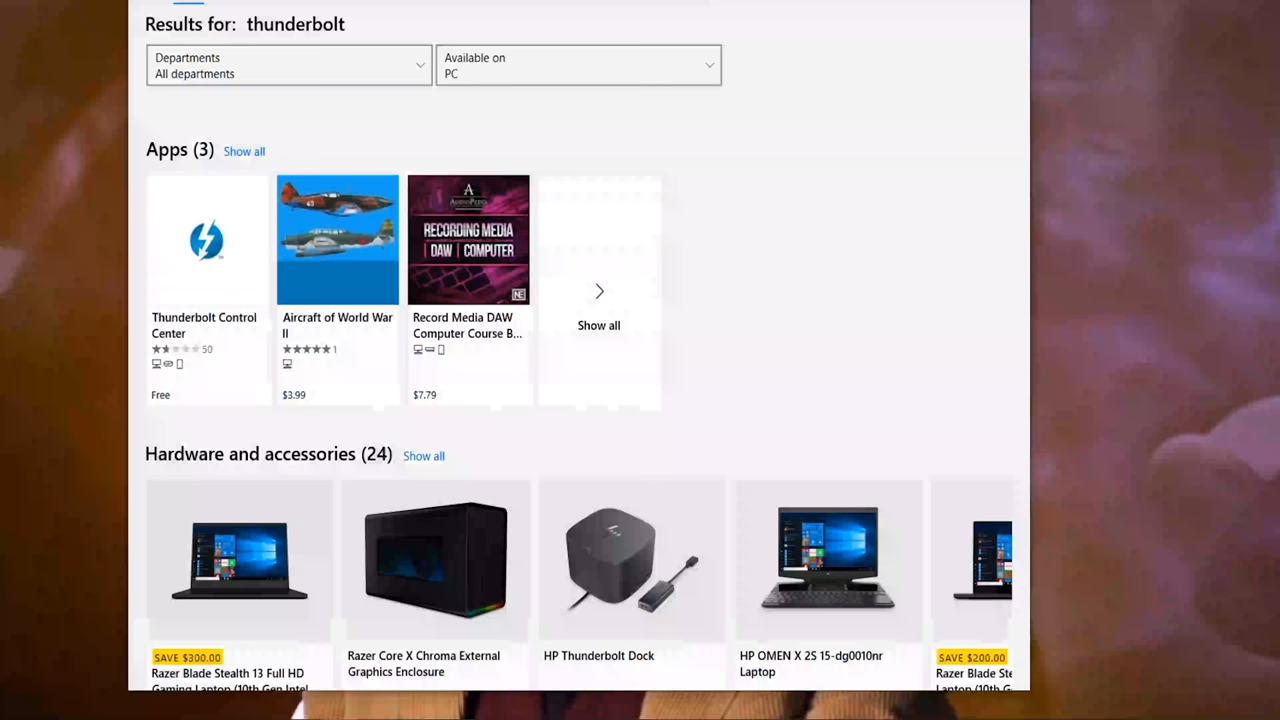 Results for: thunderbolt
Departments
All departments
Available on
PC
Apps (3) Show all
AUDIOPEDIA
RECORDING MEDIA
DAW | COMPUTER
Thunderbolt Control
Center
50
Free
Aircraft of World War
II
1
$3.99
Record Media DAW
Computer Course B...
$7.79
Show all
Hardware and accessories (24) Show all
SAVE $300.00
Razer Blade Stealth 13 Full HD
Gaming Laptop (10th Gen Intel
Razer Core X Chroma External
Graphics Enclosure
HP Thunderbolt Dock
HP OMEN X 2S 15-dg0010nr
Laptop
SAVE $200.00
Razer Blade Ste
Laptop (10th G